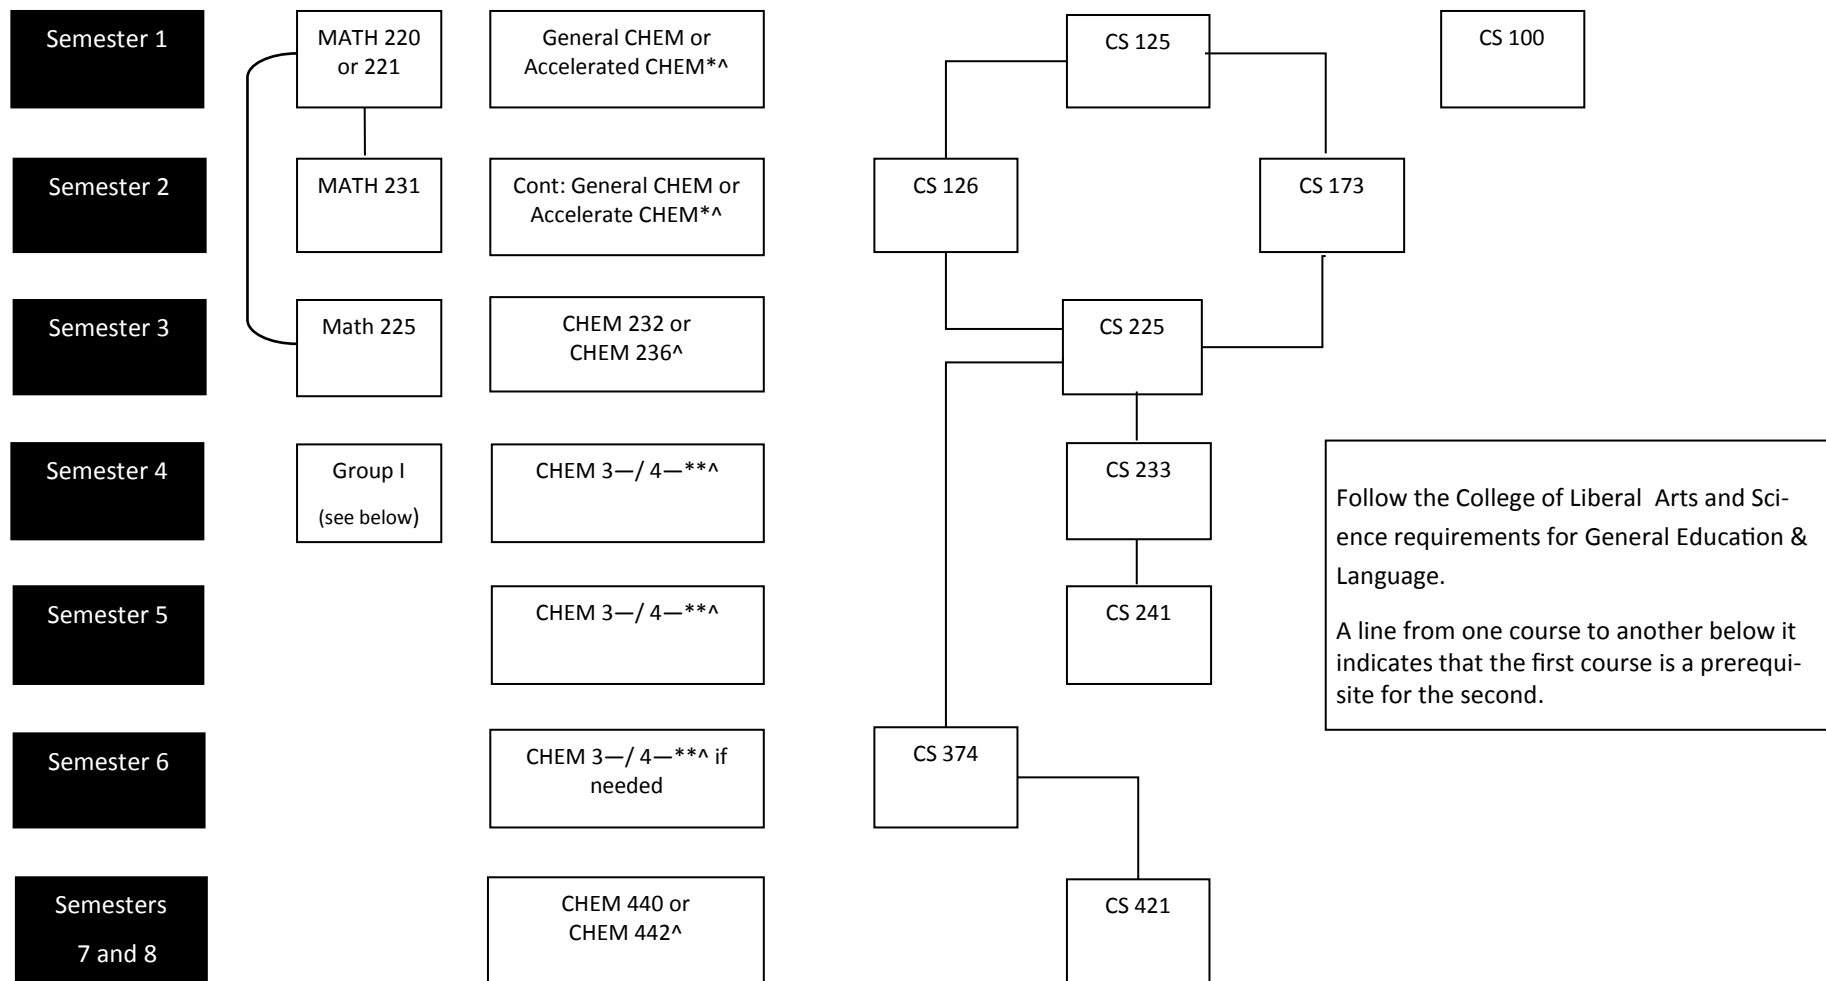 Semester 1
MATH 220
or 221
General CHEM or
Accelerated CHEM*^
CS 125
CS 100
Semester 2
MATH 231
Cont: General CHEM or
Accelerate CHEM*^
CS 126
CS 173
Semester 3
Math 225
CHEM 232 or
CHEM 236^
CS 225
Semester 4
Group I
(see below)
CHEM 3—/ 4—**^
CS 233
Follow the College of Liberal Arts and Sci-
ence requirements for General Education &
Language.
A line from one course to another below it
indicates that the first course is a prerequi-
site for the second.
Semester 5
CHEM 3—/ 4—**^
CS 241
Semester 6
CHEM 3—/ 4—**^ if
needed
CS 374
Semesters
7 and 8
CHEM 440 or
CHEM 442^
CS 421